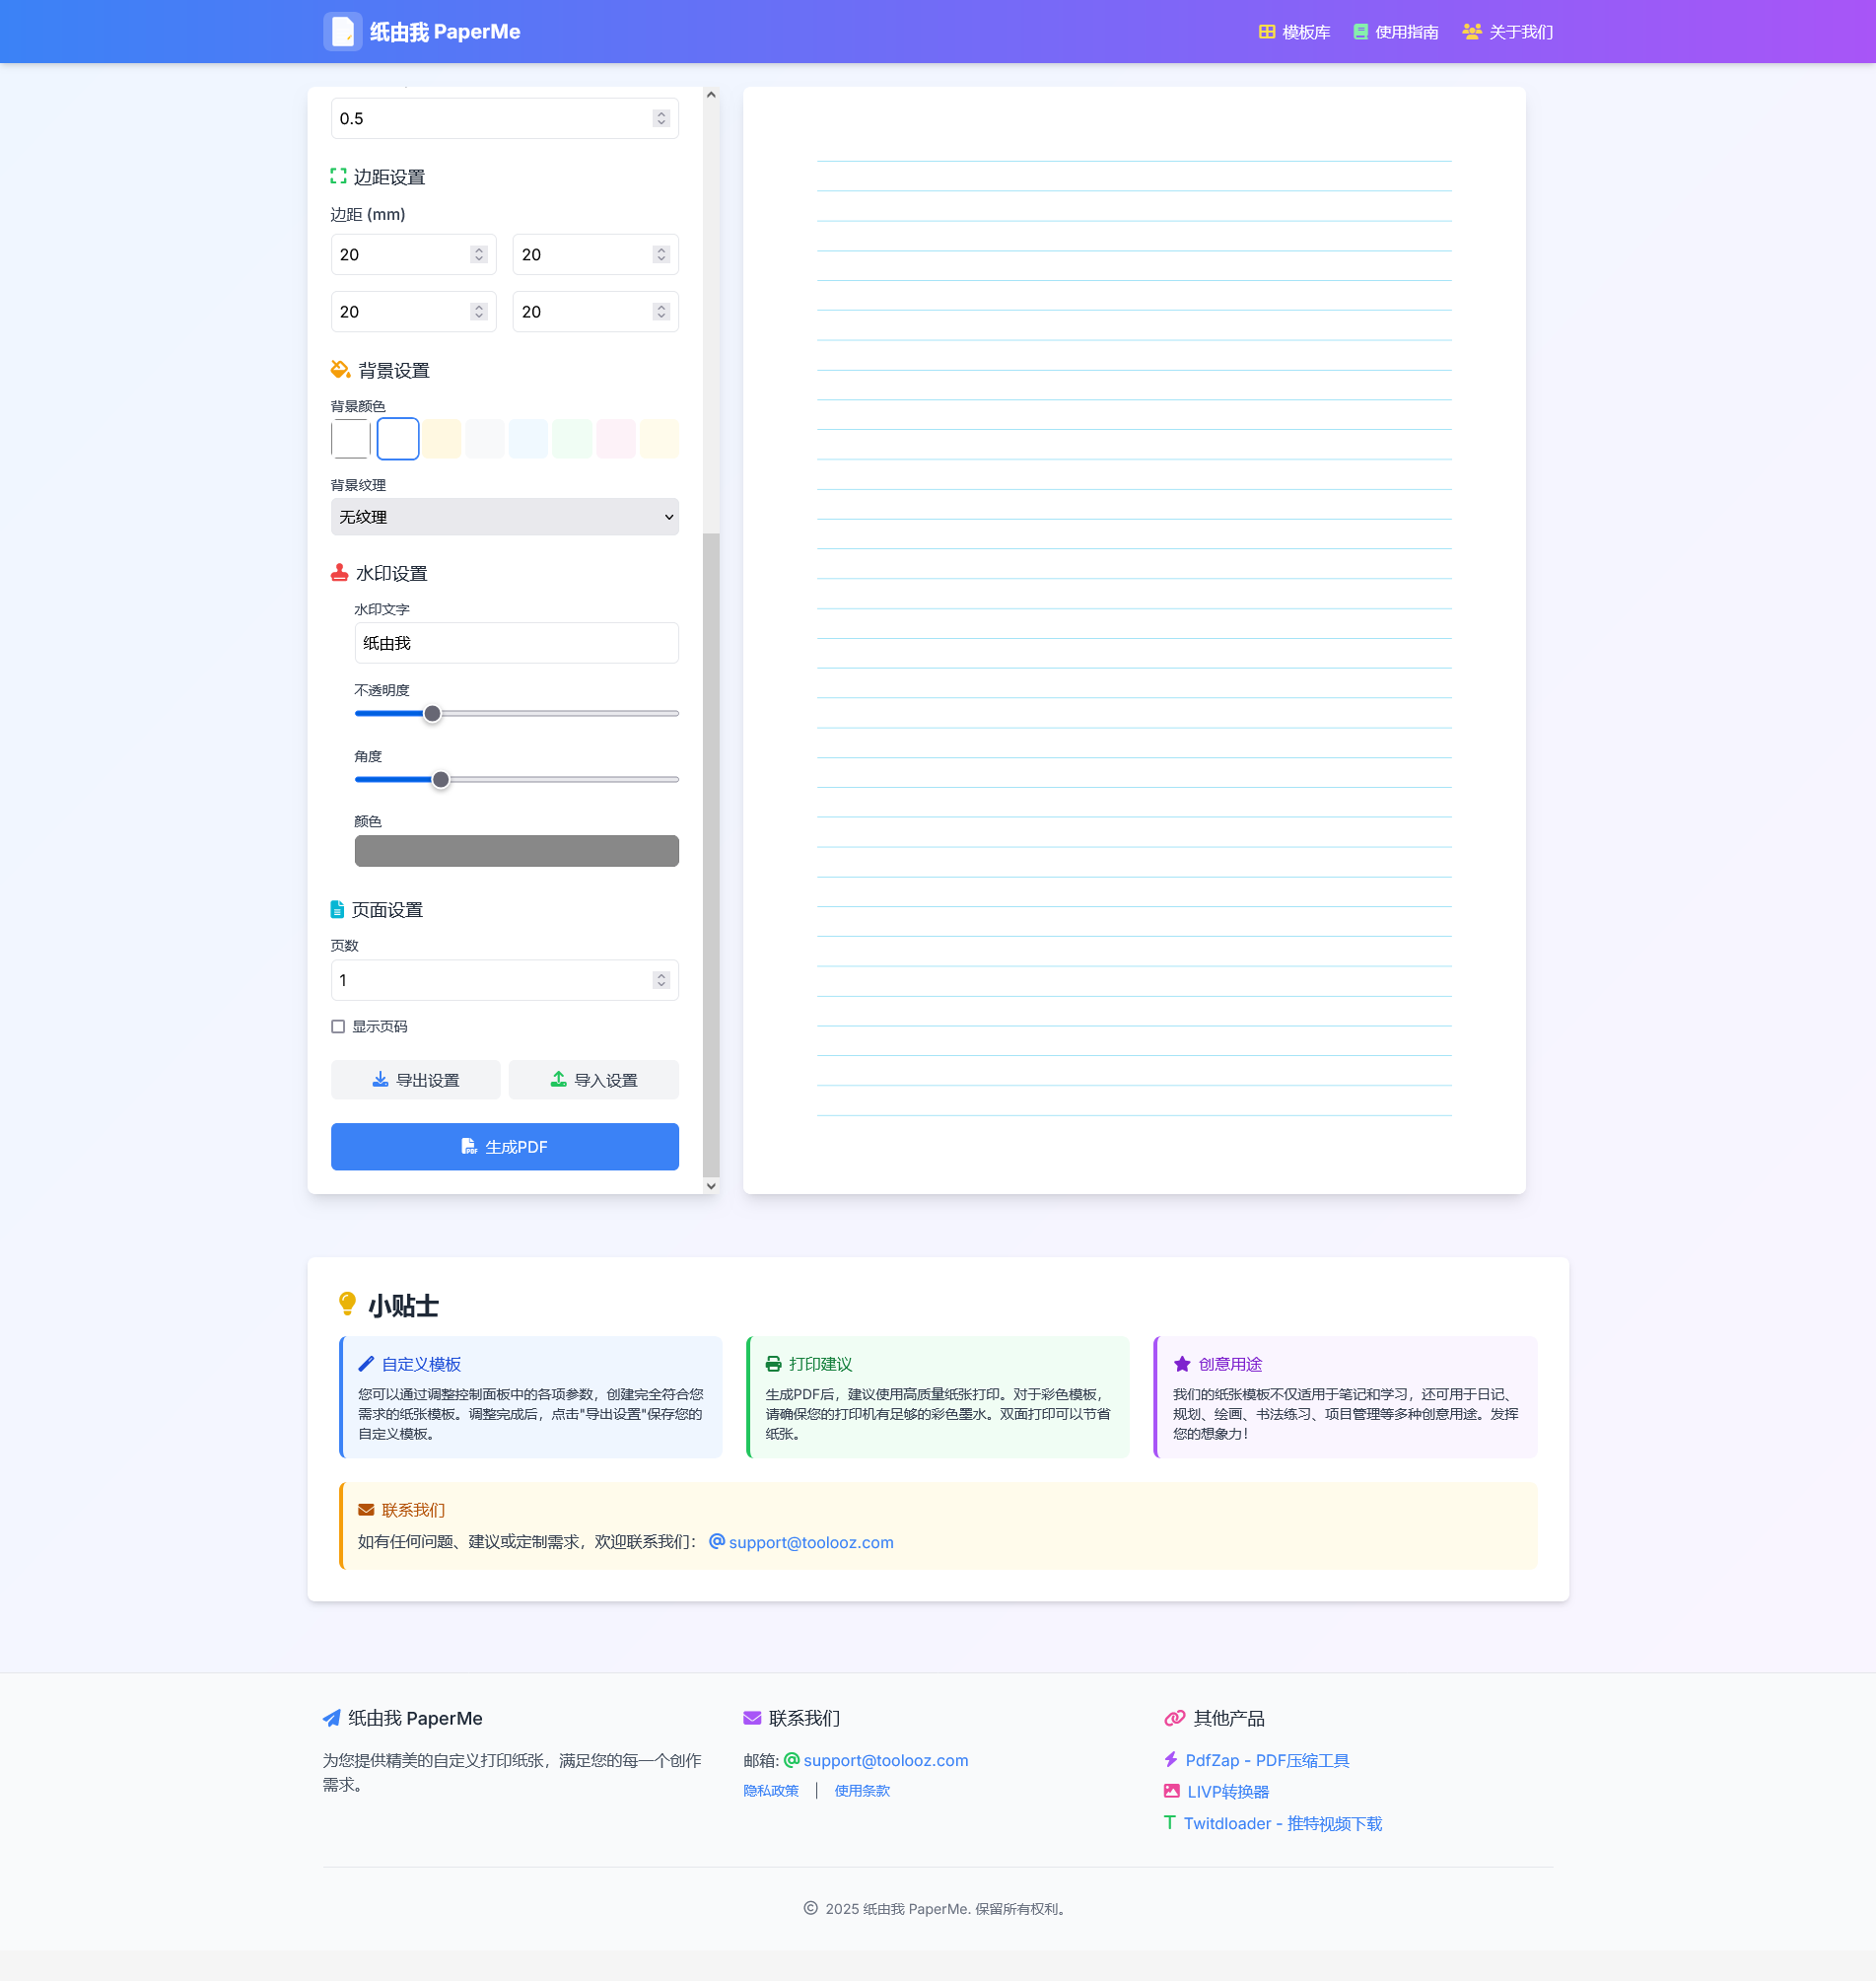 纸由我 PaperMe
模板库
使用指南
关于我们
0.5
边距设置
边距 (mm)
20
20
20
20
背景设置
背景颜色
背景纹理
无纹理
水印设置
水印文字
纸由我
不透明度
角度
颜色
页面设置
页数
1
显示页码
导出设置
导入设置
生成PDF
小贴士
自定义模板
您可以通过调整控制面板中的各项参数，创建完全符合您
需求的纸张模板。调整完成后，点击"导出设置"保存您的
自定义模板。
打印建议
生成PDF后，建议使用高质量纸张打印。对于彩色模板，
请确保您的打印机有足够的彩色墨水。双面打印可以节省
纸张。
创意用途
我们的纸张模板不仅适用于笔记和学习，还可用于日记、
规划、绘画、书法练习、项目管理等多种创意用途。发挥
您的想象力！
联系我们
如有任何问题、建议或定制需求，欢迎联系我们： support@toolooz.com
纸由我 PaperMe
为您提供精美的自定义打印纸张，满足您的每一个创作
需求。
联系我们
邮箱: support@toolooz.com
隐私政策 | 使用条款
其他产品
PdfZap - PDF压缩工具
LIVP转换器
Twitdloader - 推特视频下载
© 2025 纸由我 PaperMe. 保留所有权利。